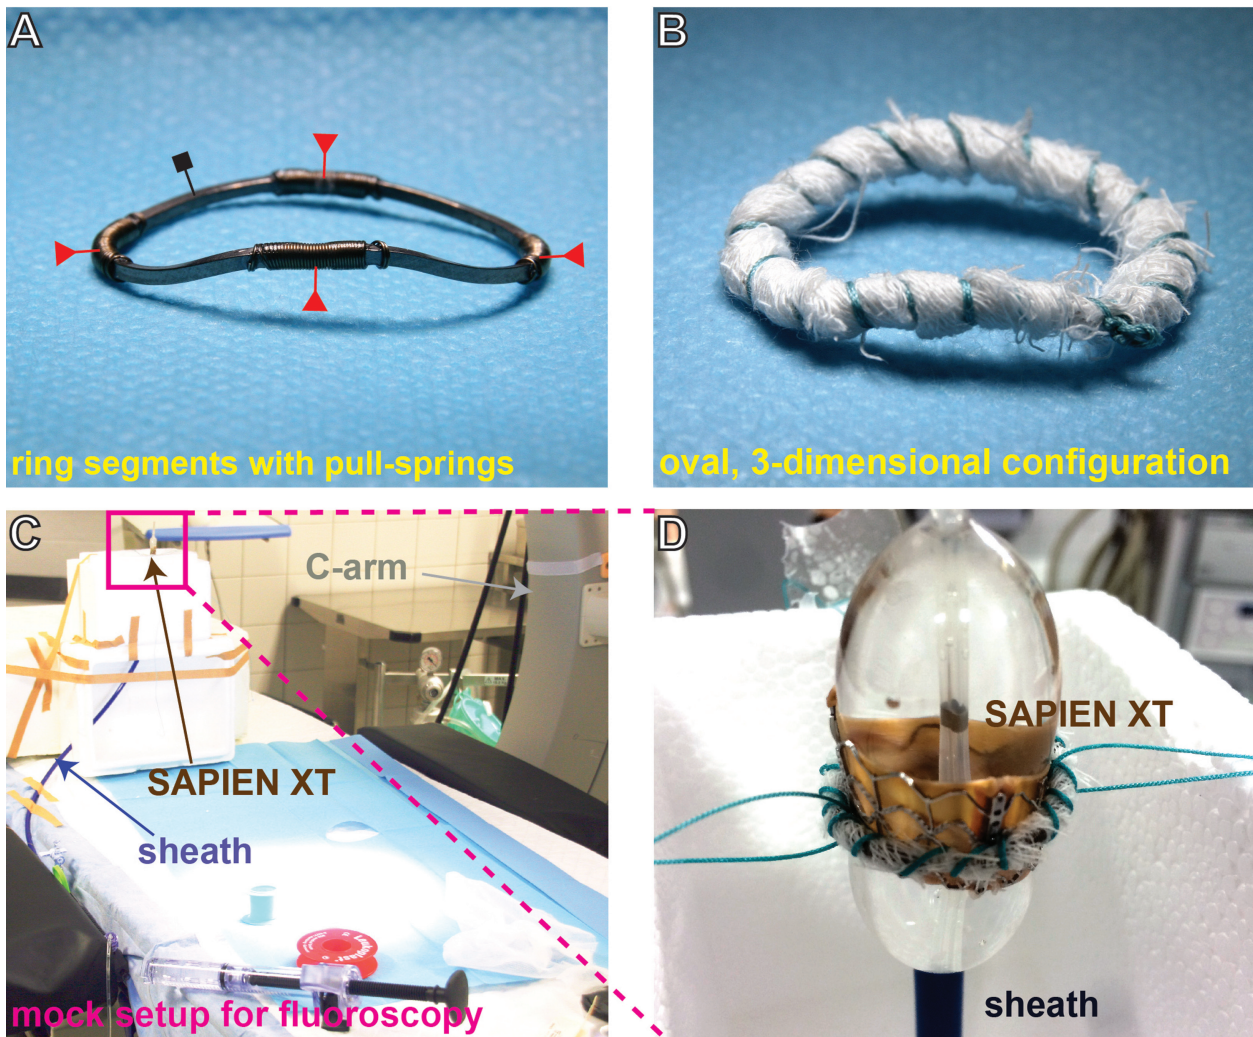 A
B
ring segments with pull-springs
oval, 3-dimensional configuration
C
D
C-arm
SAPIEN XT
SAPIEN XT
sheath
sheath
Leukoplast
mock setup for fluoroscopy